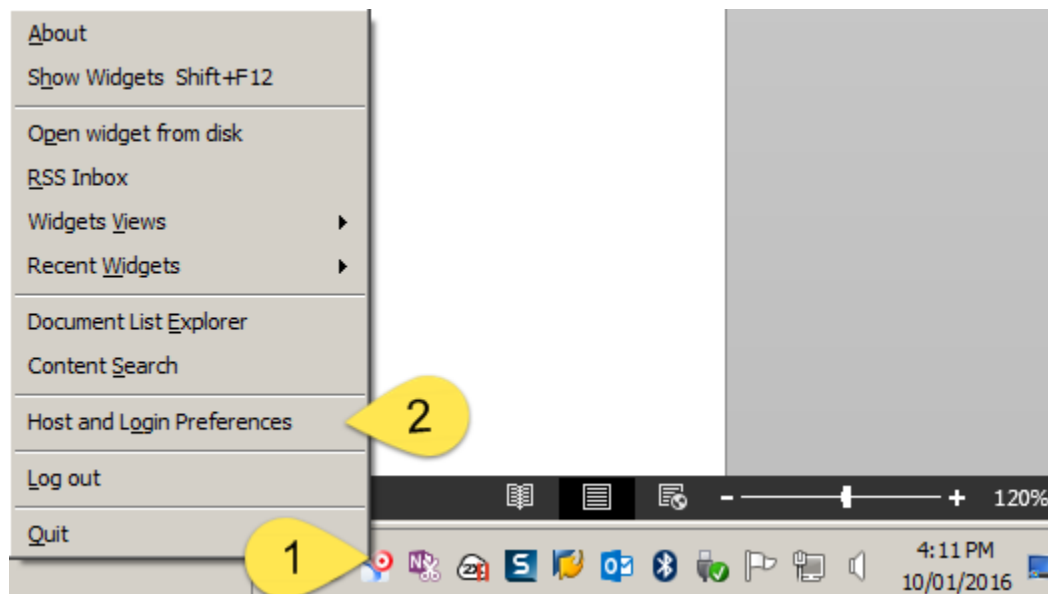 About
Show Widgets Shift+F12
Open widget from disk
RSS Inbox
Widgets Views
Recent Widgets
Document List Explorer
Content Search
Host and Login Preferences
2
Log out
120%
Quit
1
4:11 PM
10/01/2016